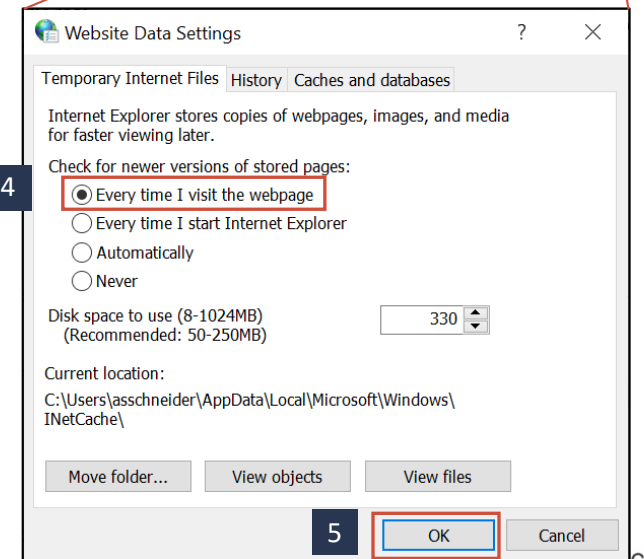 Website Data Settings
Temporary Internet Files History Caches and databases
Internet Explorer stores copies of webpages, images, and media
for faster viewing later.
Check for newer versions of stored pages:
4
Every time I visit the webpage
Every time I start Internet Explorer
Automatically
Never
Disk space to use (8-1024MB) 330
(Recommended: 50-250MB)
Current location:
C:\Users\asschneider\AppData\Local\Microsoft\Windows\
INetCache\
Move folder... View objects View files
5 OK Cancel